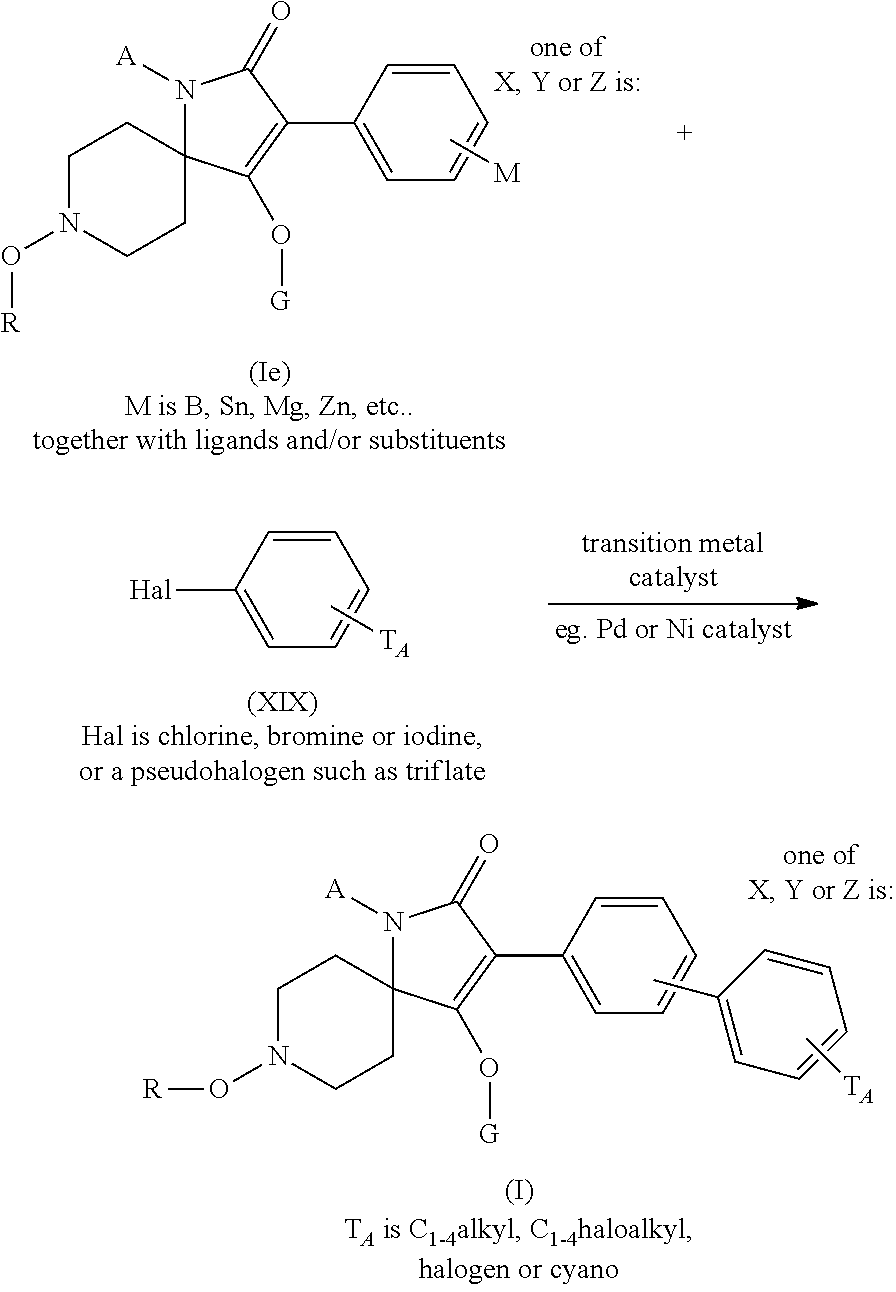 O
A
N
one of
X, Y or Z is:
+
M
N
O
O
G
R
(Ie)
M is B, Sn, Mg, Zn, etc..
together with ligands and/or substituents
Hal
T_A
transition metal
catalyst
eg. Pd or Ni catalyst
(XIX)
Hal is chlorine, bromine or iodine,
or a pseudohalogen such as triflate
O
one of
X, Y or Z is:
A
N
N
R
O
O
T_A
G
(I)
T_A is C_1-4alkyl, C_1-4haloalkyl,
halogen or cyano